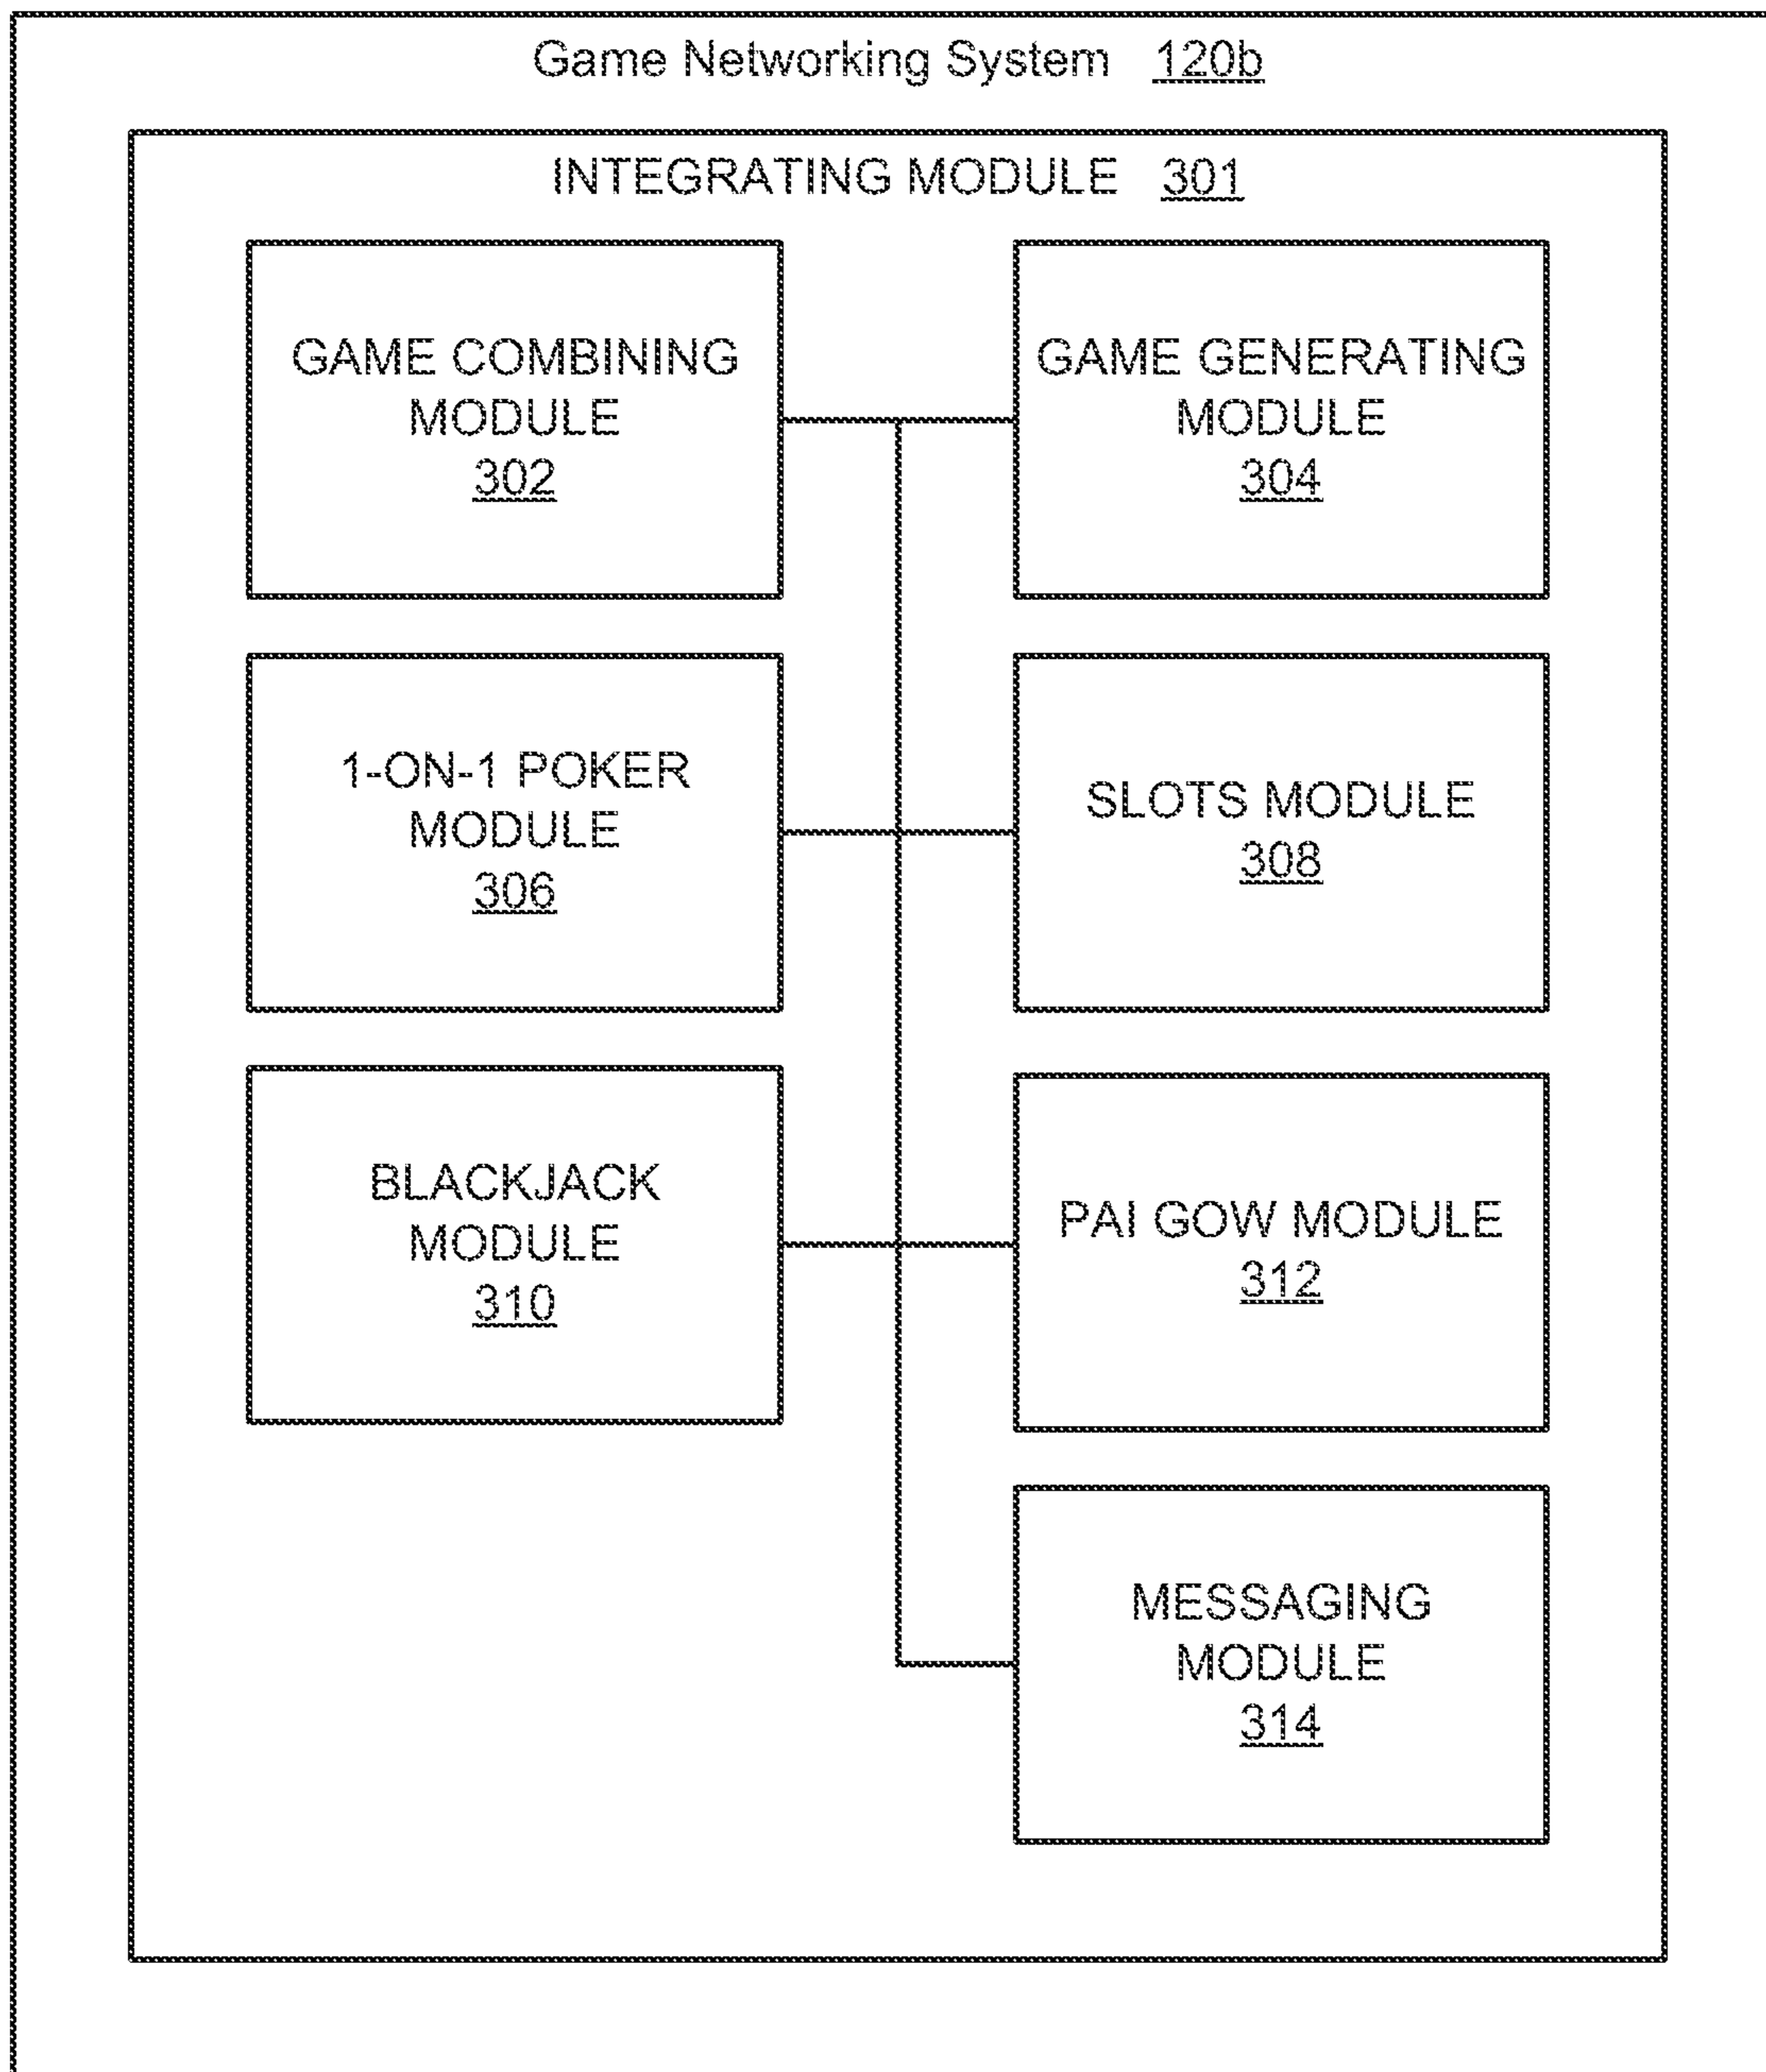 Game Networking System 120b
INTEGRATING MODULE 301
GAME COMBINING
MODULE
302
GAME GENERATING
MODULE
304
1-ON-1 POKER
MODULE
306
SLOTS MODULE
308
BLACKJACK
MODULE
310
PAI GOW MODULE
312
MESSAGING
MODULE
314